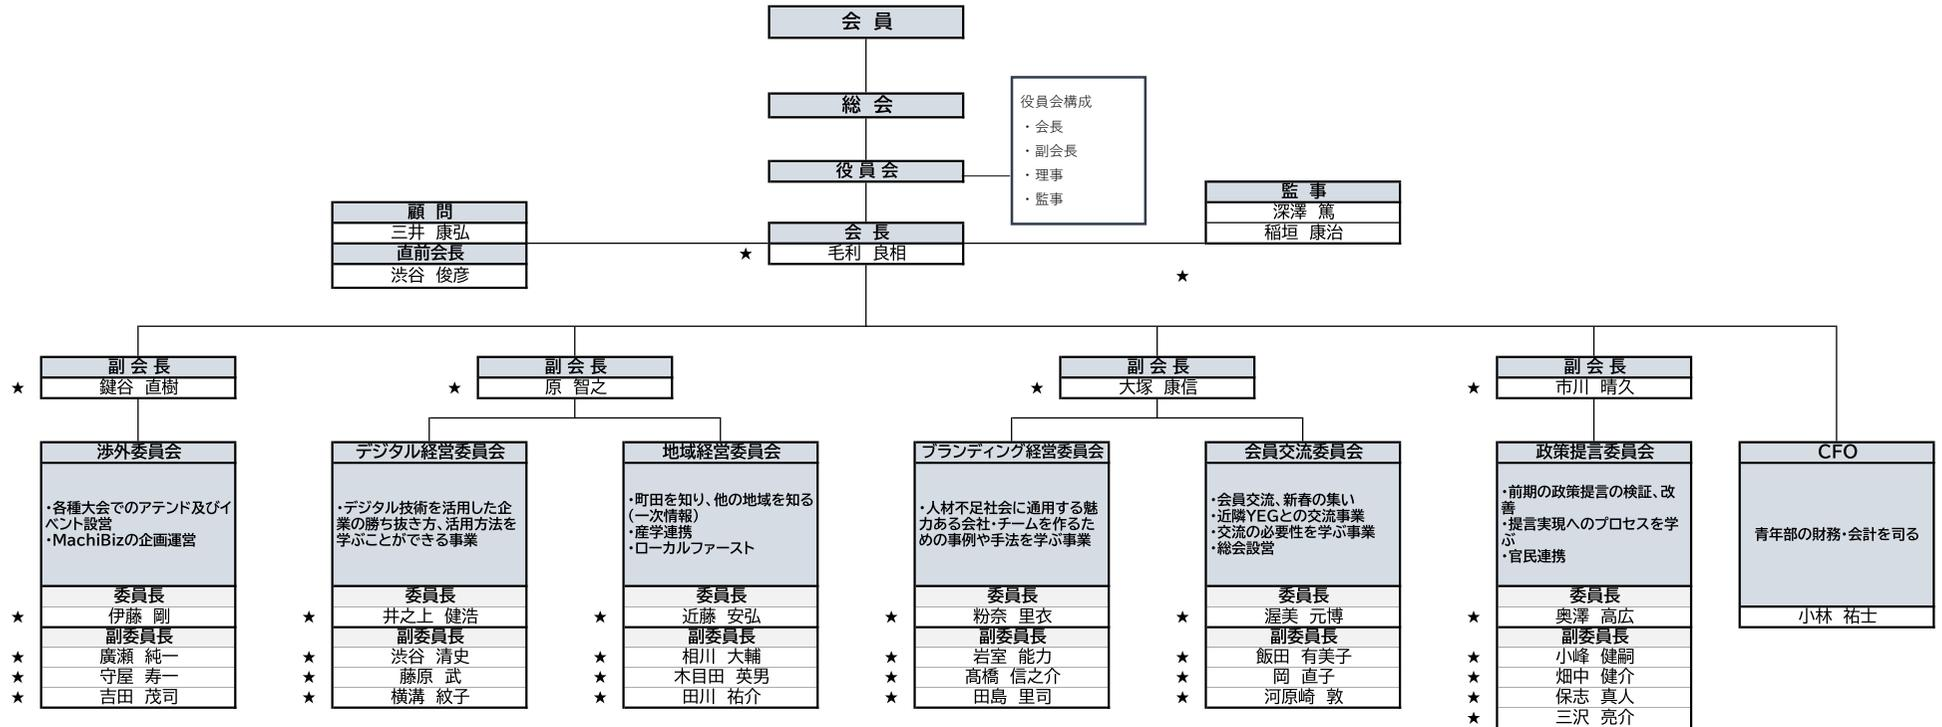 会 員
総 会
役員会
役員会構成
・会長
・副会長
・理事
・監事
顧 問
三井 康弘
直前会長
渋谷 俊彦
会 長
★ 毛利 良相
監 事
深澤 篤
稲垣 康治
★
副会長
★ 鍵谷 直樹
副会長
★ 原 智之
副会長
★ 大塚 康信
副会長
★ 市川 晴久
渉外委員会
・各種大会でのアテンド及びイ
ベント設営
・MachiBizの企画運営
委員長
★ 伊藤 剛
副委員長
★ 廣瀬 純一
★ 守屋 寿一
★ 吉田 茂司
デジタル経営委員会
・デジタル技術を活用した企
業の勝ち抜き方、活用方法を
学ぶことができる事業
委員長
★ 井之上 健浩
副委員長
★ 渋谷 清史
★ 藤原 武
★ 横溝 紋子
地域経営委員会
・町田を知り、他の地域を知る
(一次情報)
・産学連携
・ローカルファースト
委員長
★ 近藤 安弘
副委員長
★ 相川 大輔
★ 木目田 英男
★ 田川 祐介
ブランディング経営委員会
・人材不足社会に通用する魅
力ある会社・チームを作るた
めの事例や手法を学ぶ事業
委員長
★ 粉奈 里衣
副委員長
★ 岩室 能力
★ 髙橋 信之介
★ 田島 里司
会員交流委員会
・会員交流、新春の集い
・近隣YEGとの交流事業
・交流の必要性を学ぶ事業
・総会設営
委員長
★ 渥美 元博
副委員長
★ 飯田 有美子
★ 岡 直子
★ 河原崎 敦
政策提言委員会
・前期の政策提言の検証、改
善
・提言実現へのプロセスを学
ぶ
・官民連携
委員長
★ 奥澤 高広
副委員長
★ 小峰 健嗣
★ 畑中 健介
★ 保志 真人
★ 三沢 亮介
CFO
青年部の財務・会計を司る
小林 祐士